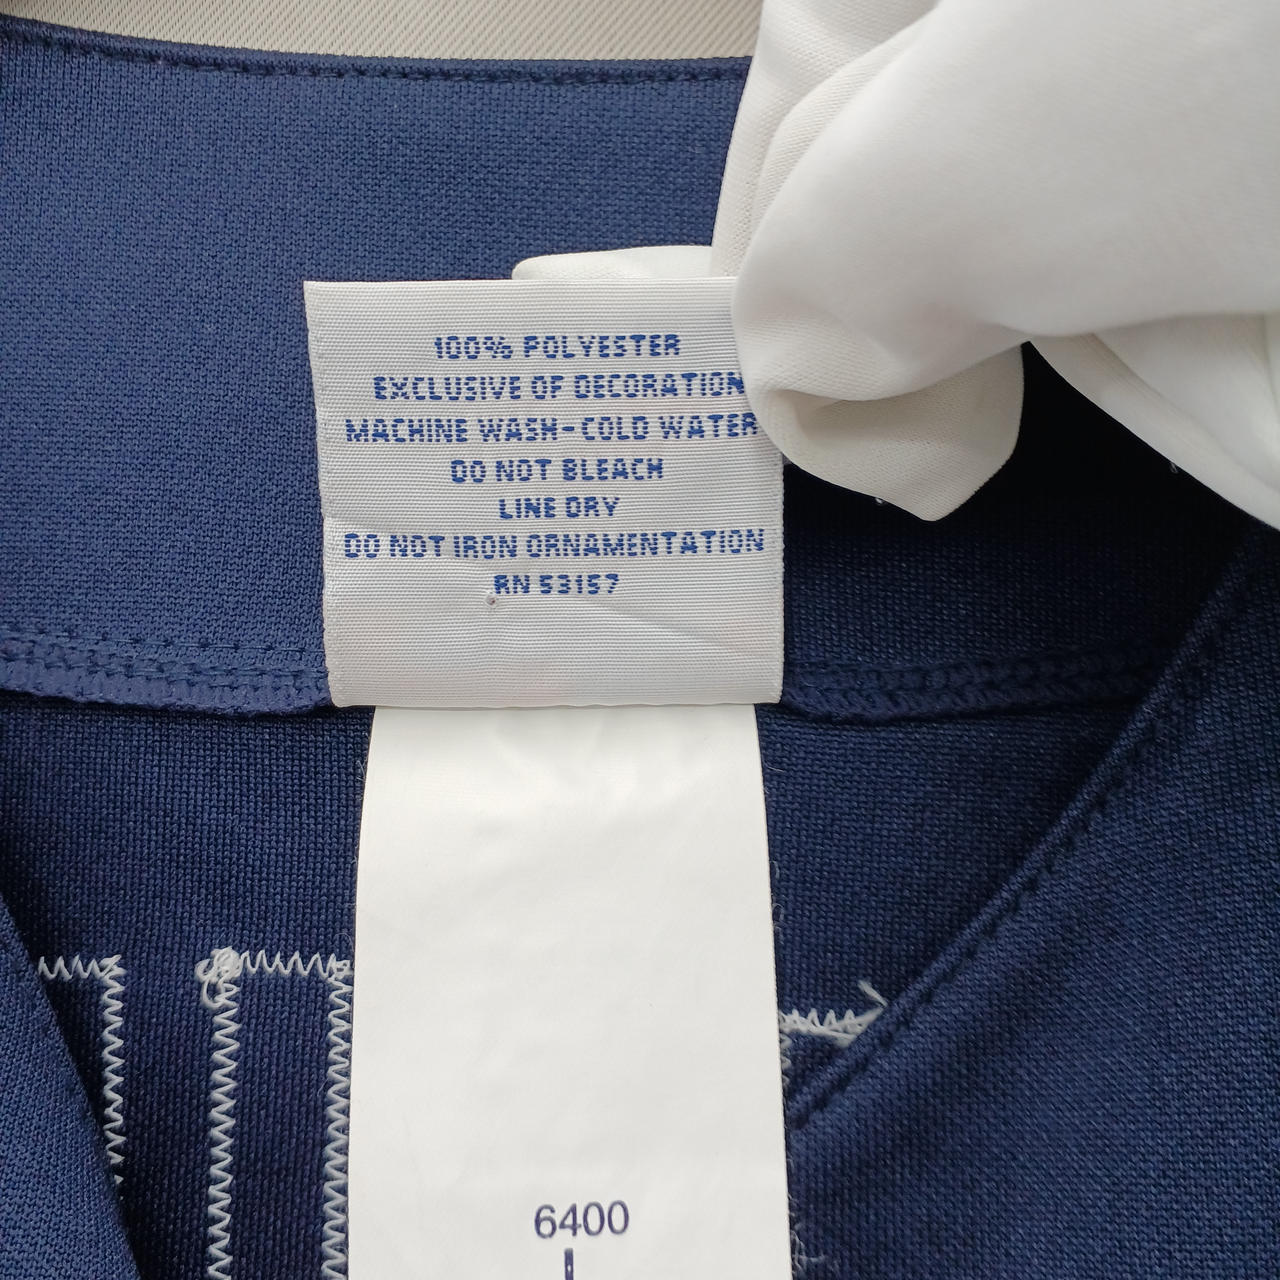 100% POLYESTER
EXCLUSIVE OF DECORATION
MACHINE WASH-COLD WATER
DO NOT BLEACH
LINE DRY
DO NOT IRON ORNAMENTATION
RN 53157
6400